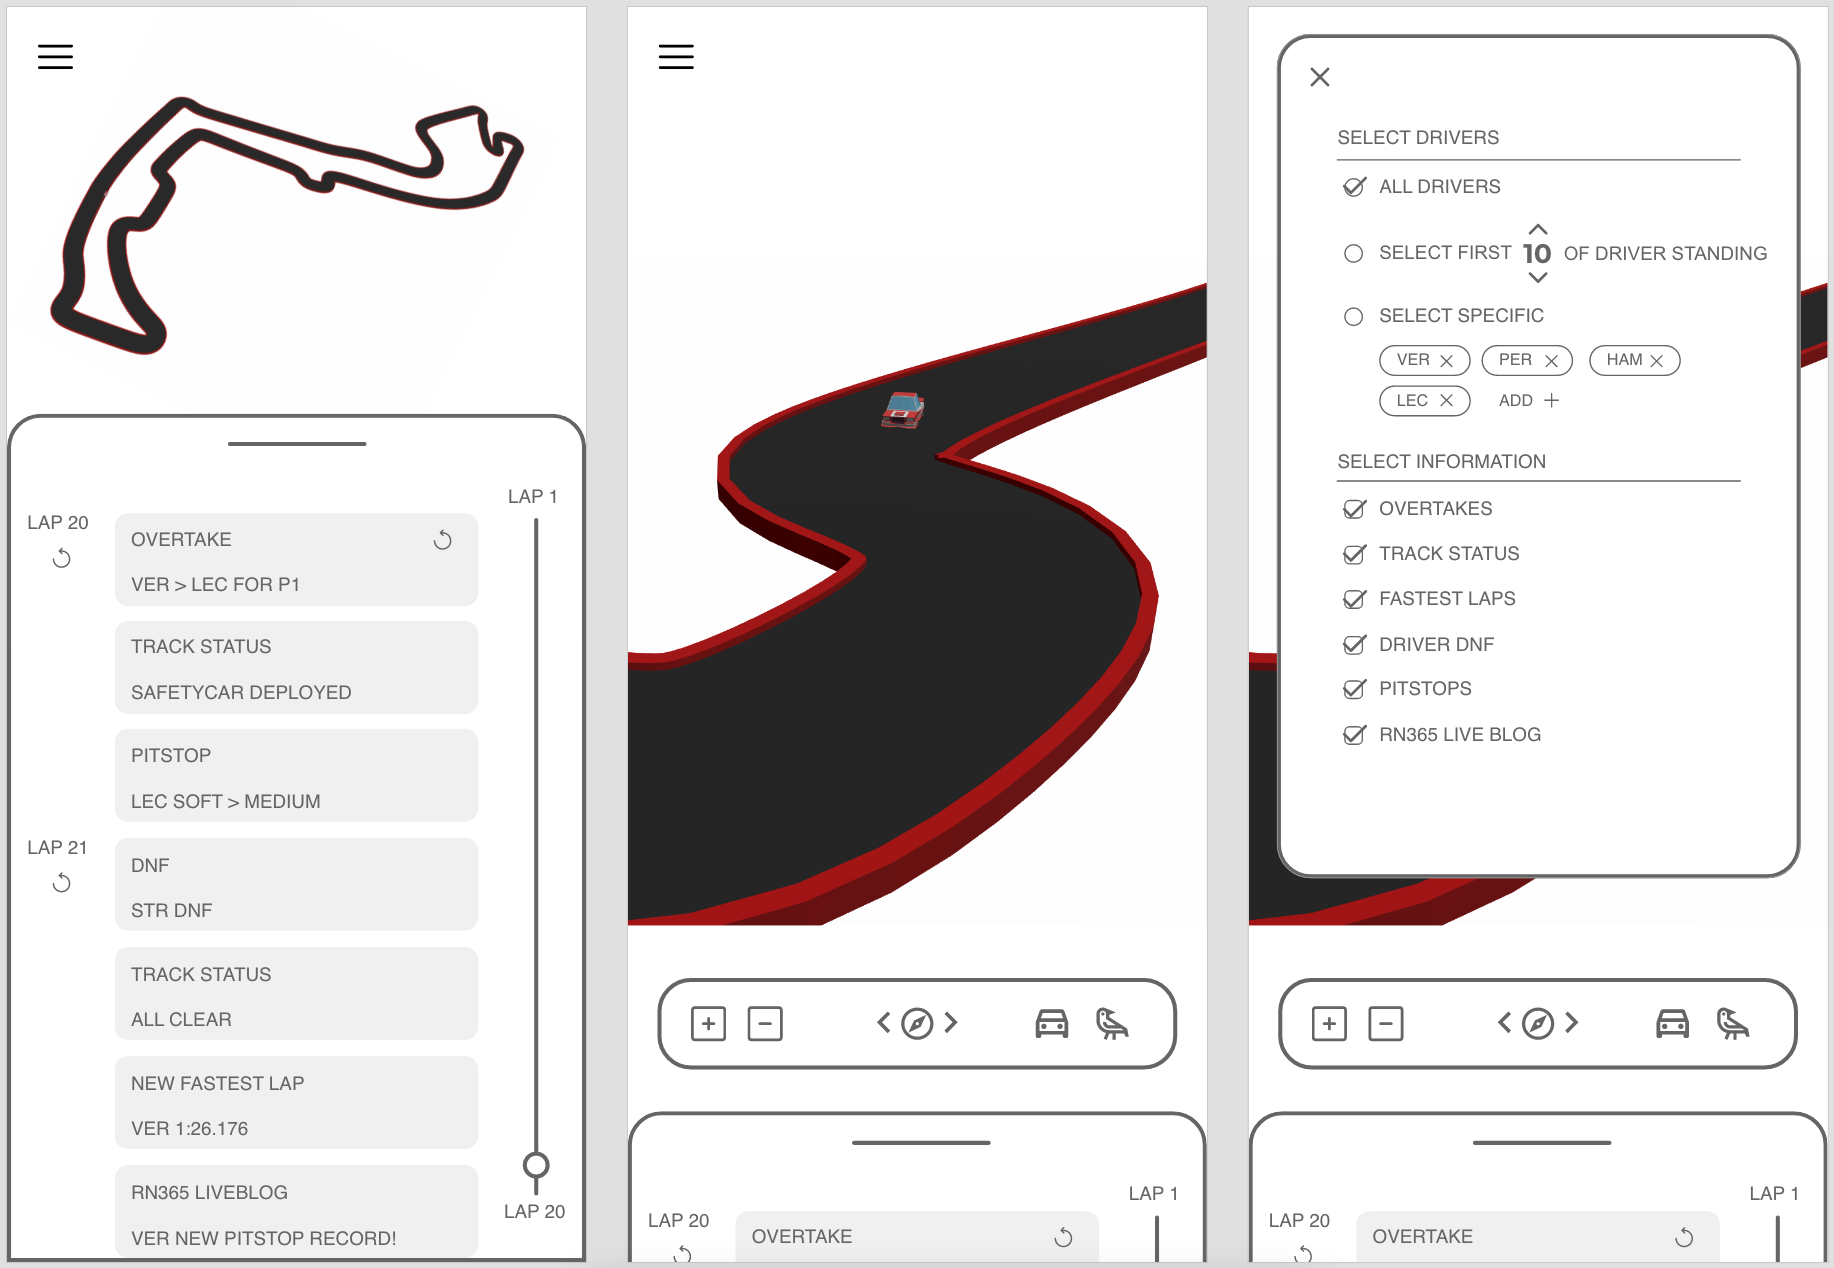 LAP 1
LAP 20
OVERTAKE
VER > LEC FOR P1
TRACK STATUS
SAFETYCAR DEPLOYED
PITSTOP
LEC SOFT > MEDIUM
LAP 21
DNF
STR DNF
TRACK STATUS
ALL CLEAR
NEW FASTEST LAP
VER 1:26.176
RN365 LIVEBLOG
VER NEW PITSTOP RECORD!
LAP 20
LAP 1
LAP 20
OVERTAKE
SELECT DRIVERS
ALL DRIVERS
SELECT FIRST 10 OF DRIVER STANDING
SELECT SPECIFIC
VER PER HAM
LEC ADD
SELECT INFORMATION
OVERTAKES
TRACK STATUS
FASTEST LAPS
DRIVER DNF
PITSTOPS
RN365 LIVE BLOG
LAP 1
LAP 20
OVERTAKE